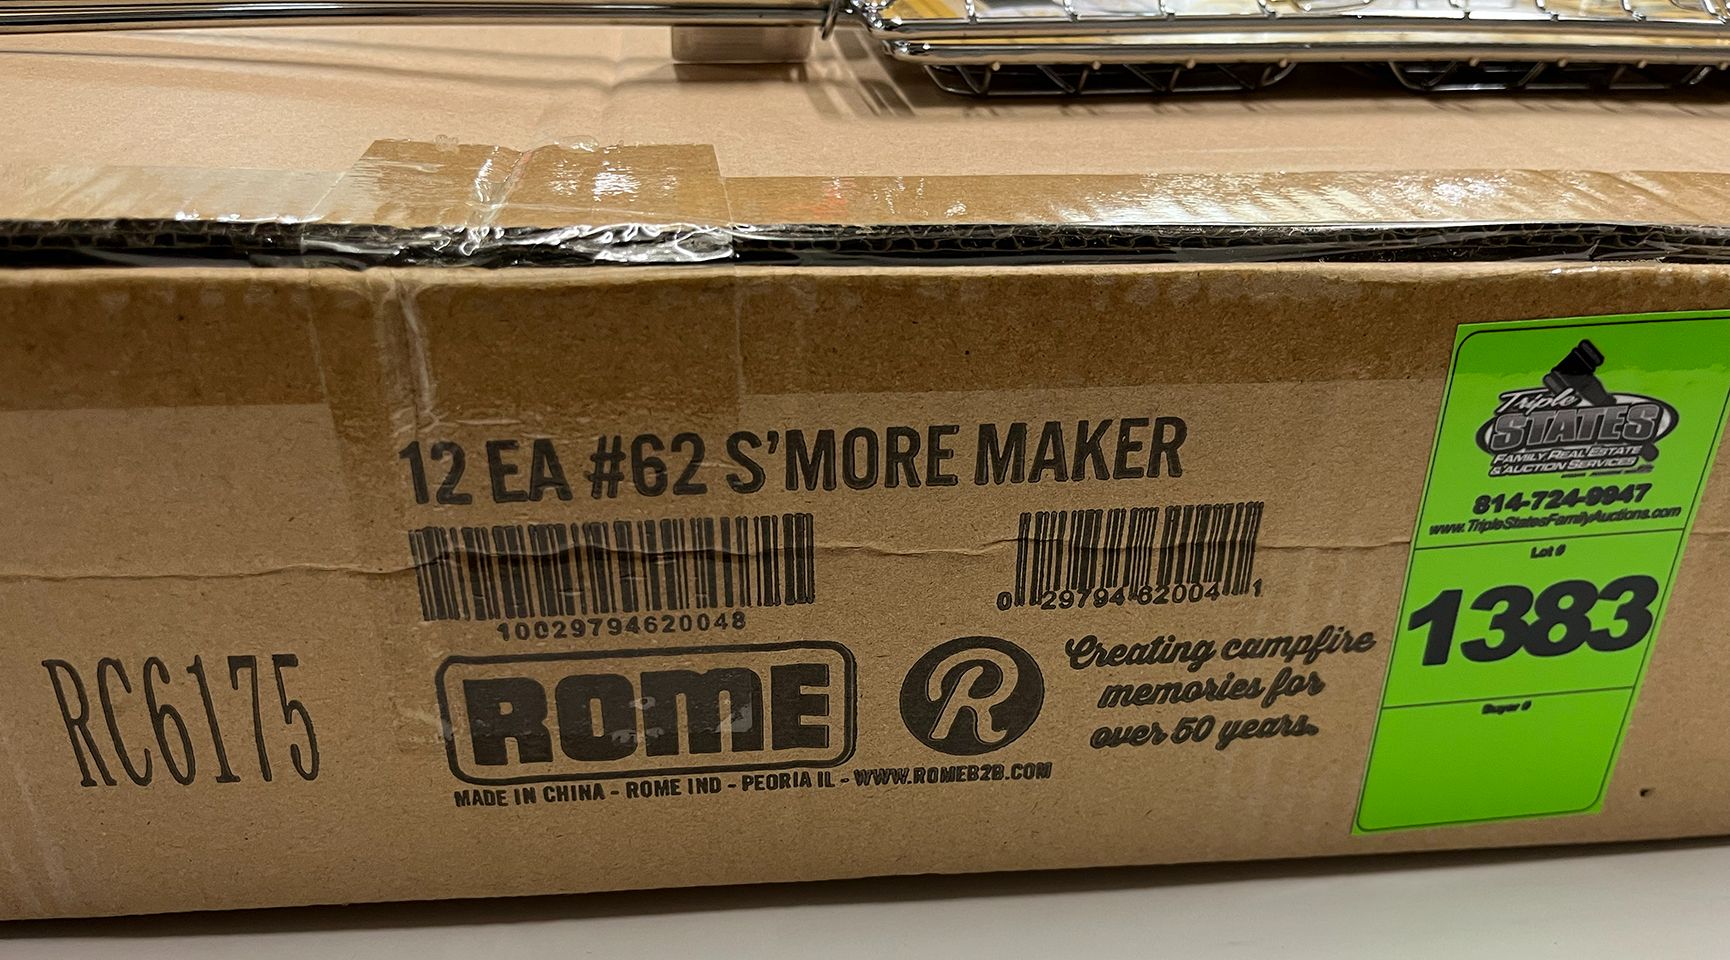 12 EA #62 S'MORE MAKER
10029794620048
0 29794 62004 1
RC6175
ROME
R
Creating campfire
memories for
over 50 years.
MADE IN CHINA - ROME IND - PEORIA IL - WWW.ROMEB2B.COM
Triple
STATES
FAMILY REAL ESTATE
& AUCTION SERVICES
814-724-9947
www.TripleStatesFamilyAuctions.com
Lot #
1383
Buyer #